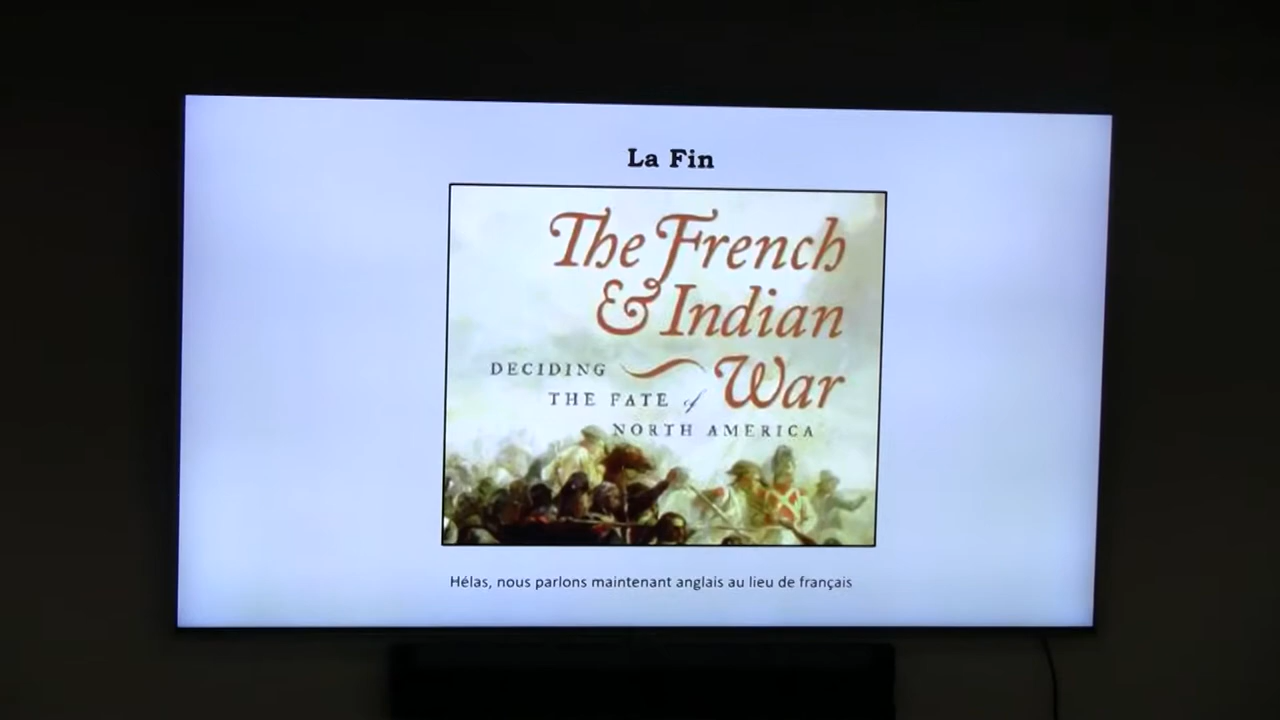 La Fin
The French
& Indian
DECIDING War
THE FATE of
NORTH AMERICA
Hélas, nous parlons maintenant anglais au lieu de français